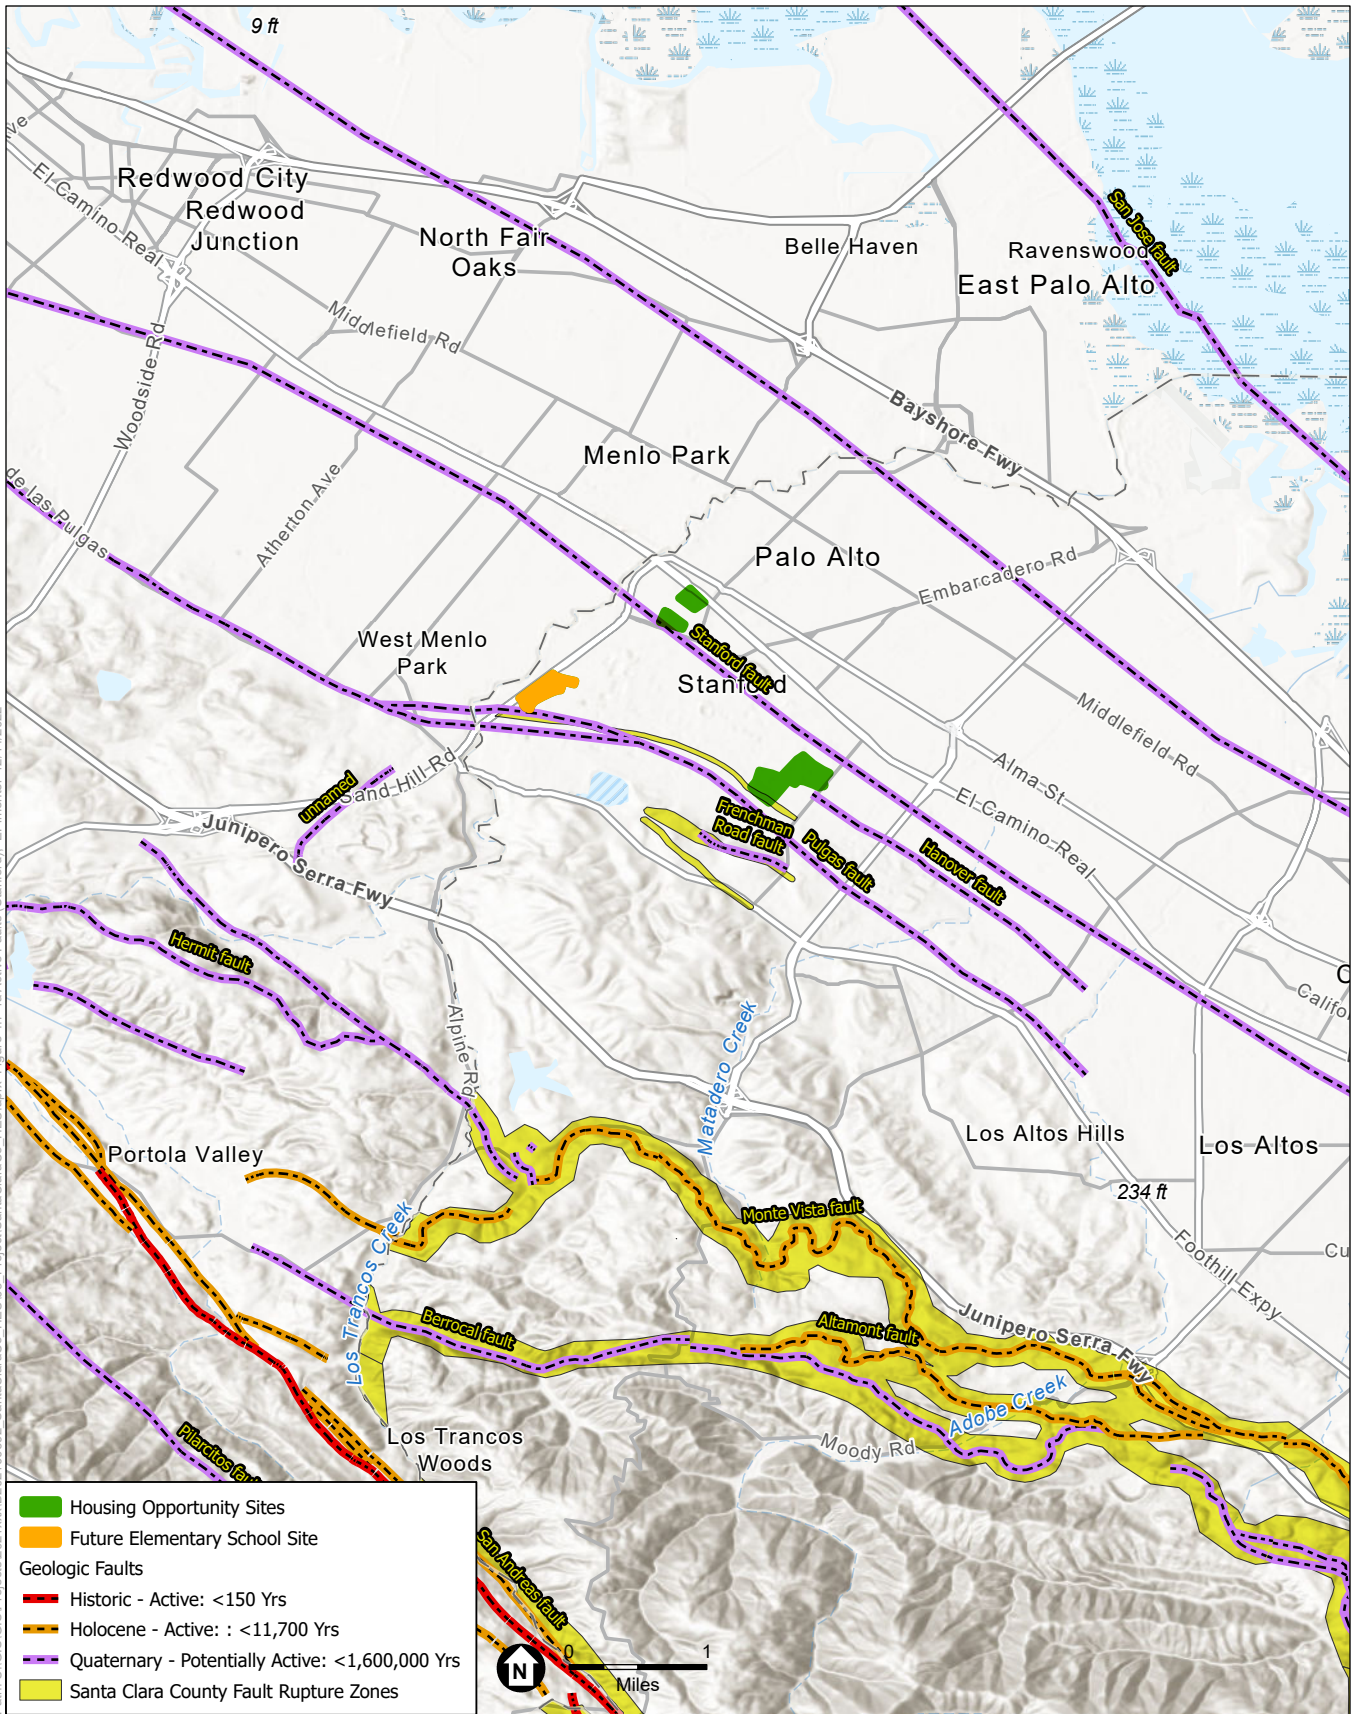 9 ft
Ave
Redwood City
Redwood
Junction
El Camino Real
North Fair
Oaks
Belle Haven
Ravenswood
East Palo Alto
San Jose fault
Middlefield Rd
Woodside Rd
Bayshore Fwy
Menlo Park
Atherton Ave
de las Pulgas
Palo Alto
Embarcadero Rd
West Menlo
Park
Stanford fault
Stanford
Middlefield Rd
Alma St
El Camino Real
Sand Hill Rd
unnamed
Junipero Serra Fwy
Frenchman
Road fault
Pulgas fault
Hanover fault
Hermit fault
C
Califo
Alpine Rd
Matadero Creek
Portola Valley
Los Altos Hills
Los Altos
234 ft
Monte Vista fault
Los Trancos Creek
Foothill Expy
Cu
Berrocal fault
Altamont fault
Junipero Serra Fwy
Adobe Creek
Moody Rd
Los Trancos
Woods
Pilarcitos fau
San Andreas fault
Housing Opportunity Sites
Future Elementary School Site
Geologic Faults
Historic - Active: <150 Yrs
Holocene - Active: : <11,700 Yrs
Quaternary - Potentially Active: <1,600,000 Yrs
Santa Clara County Fault Rupture Zones
N
0 1
Miles